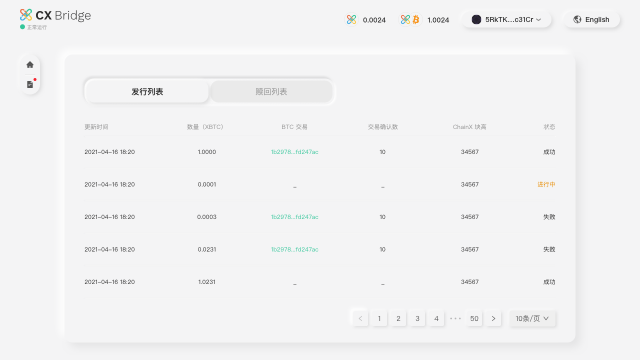 CX Bridge
正常运行
0.0024
1.0024
5RkTK...c31Cr
English
发行列表
赎回列表
更新时间 数量（XBTC） BTC 交易 交易确认数 ChainX 块高 状态
2021-04-16 18:20 1.0000 1b2978...fd247ac 10 34567 成功
2021-04-16 18:20 0.0001 _ _ 34567 进行中
2021-04-16 18:20 0.0003 1b2978...fd247ac 10 34567 失败
2021-04-16 18:20 0.0231 1b2978...fd247ac 10 34567 失败
2021-04-16 18:20 1.0231 _ _ 34567 成功
< 1 2 3 4 ··· 50 > 10条/页